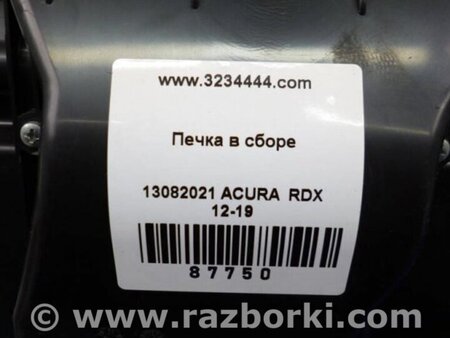 www.3234444.com
Печка в сборе
13082021 ACURA RDX
12-19
87750
© www.razborki.com